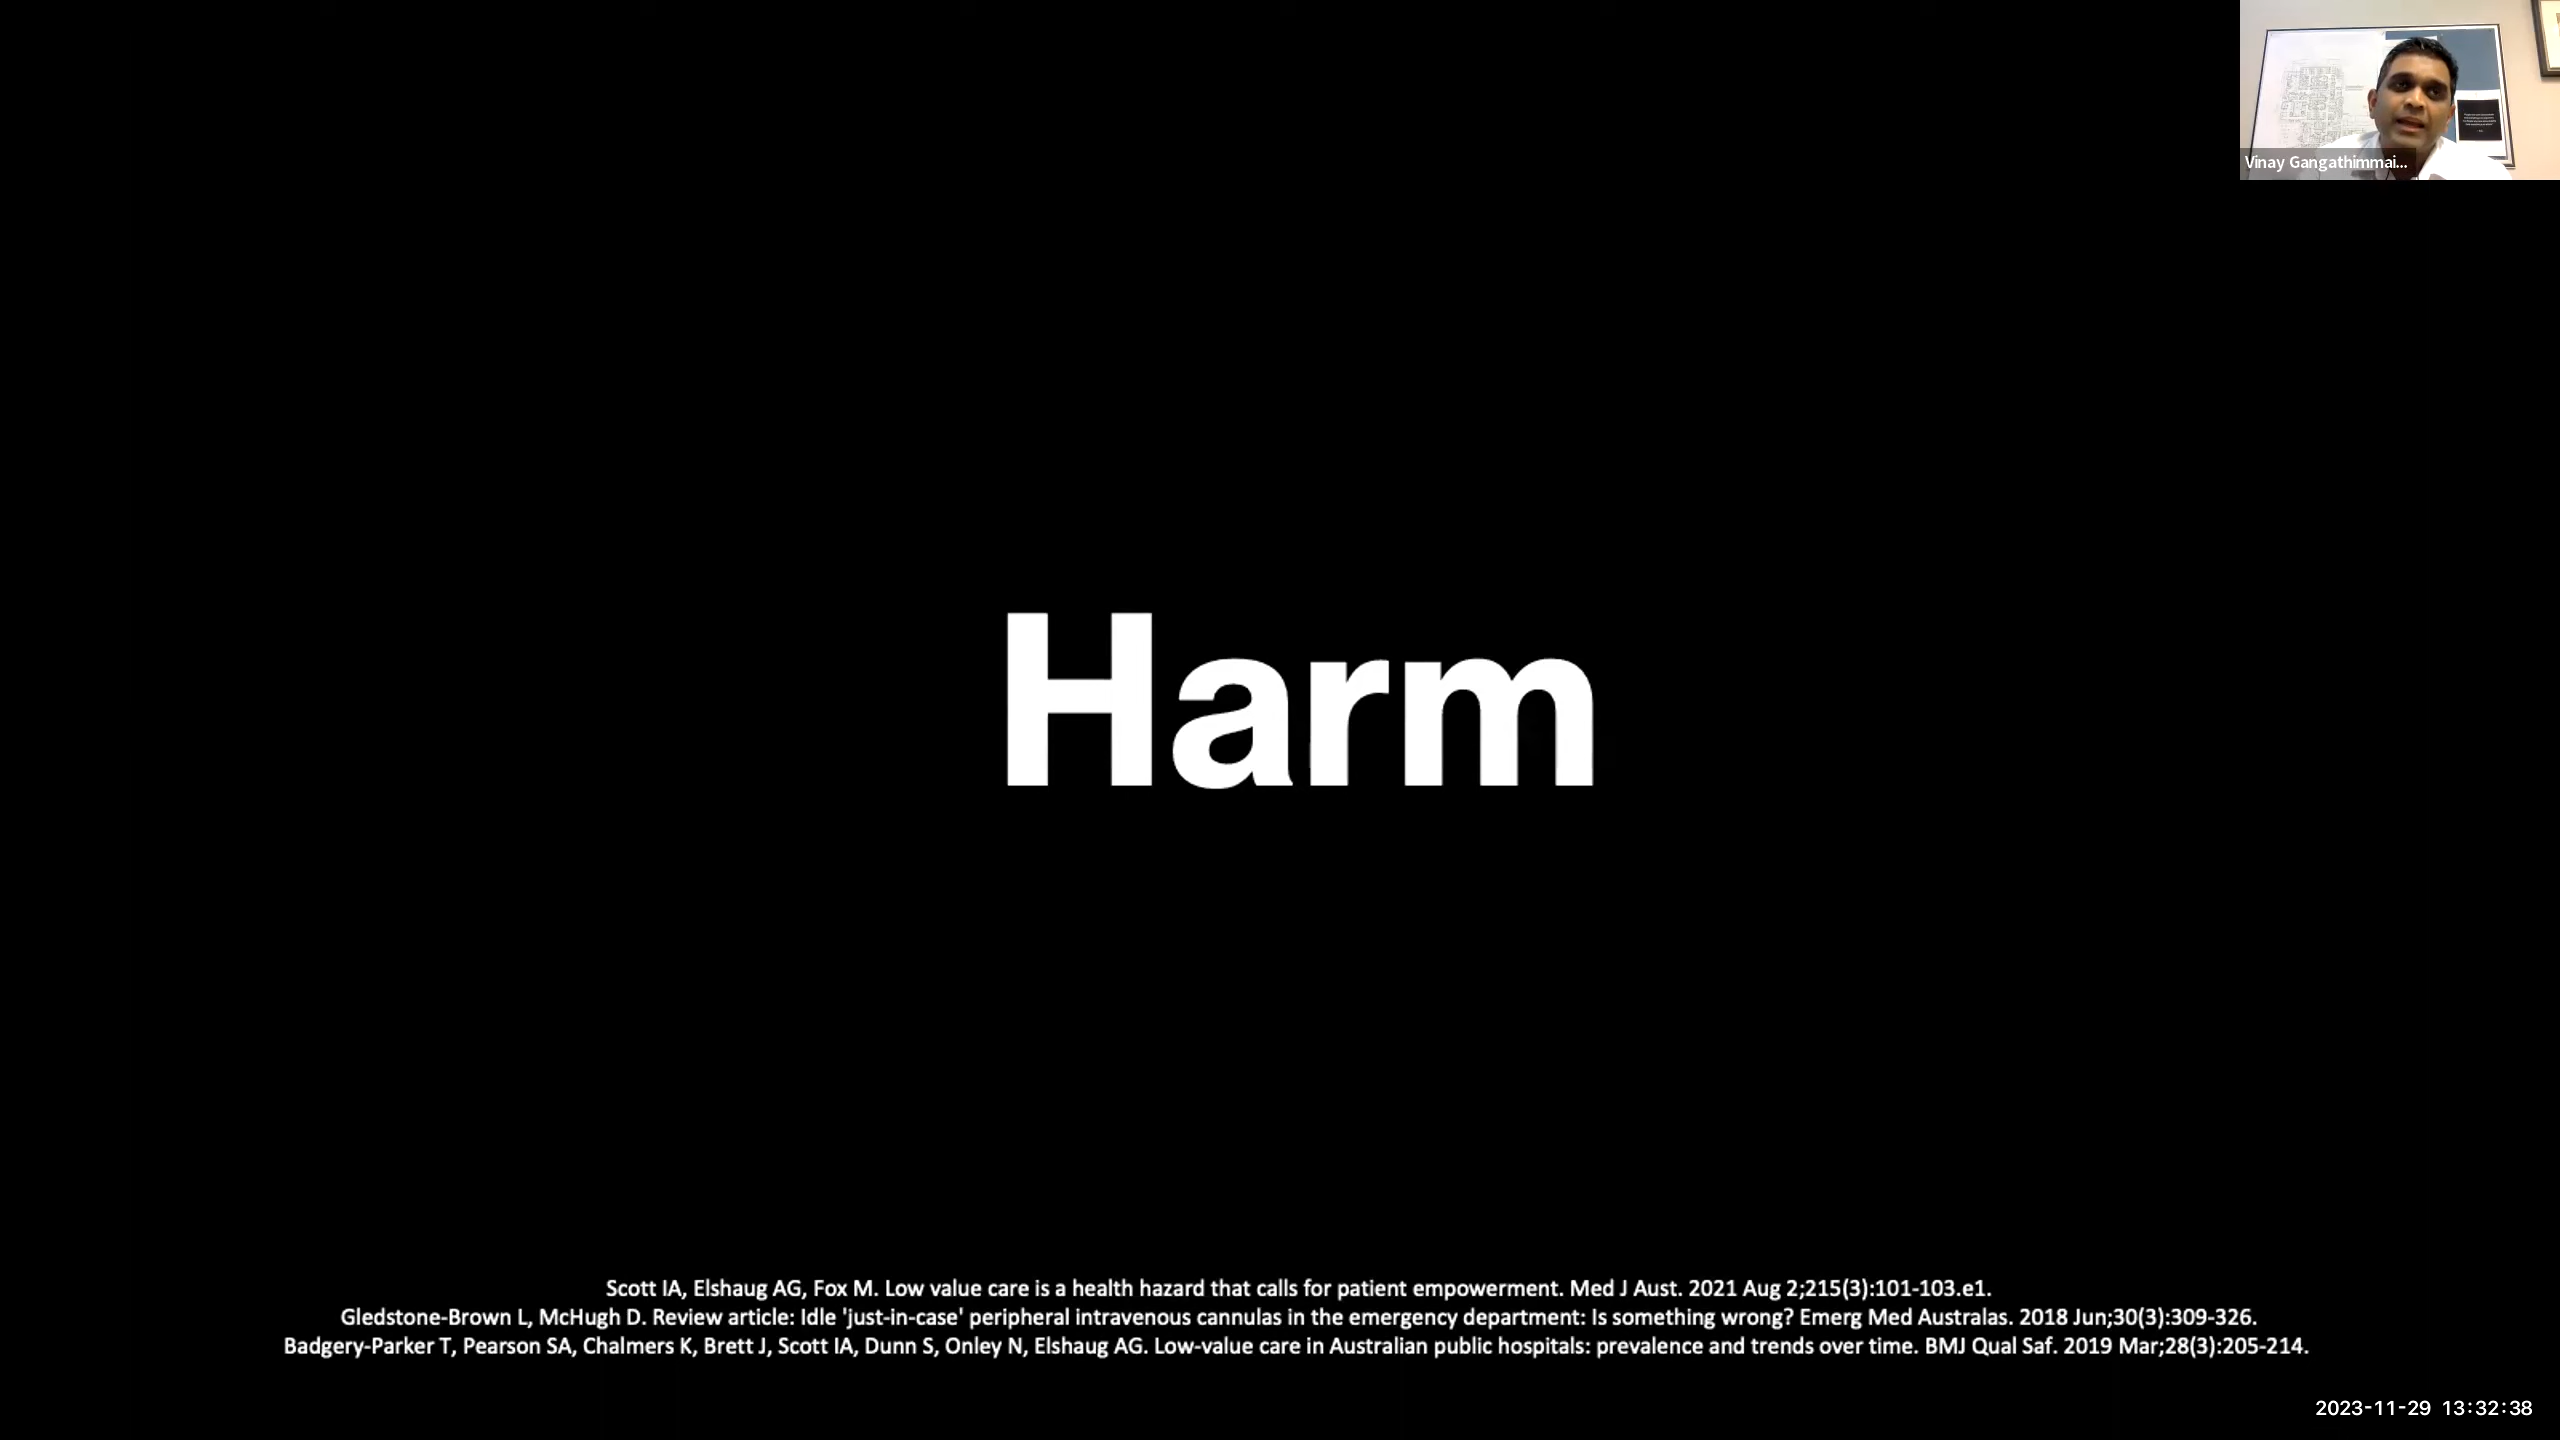 Vinay Gangathimmai...
Harm
Scott IA, Elshaug AG, Fox M. Low value care is a health hazard that calls for patient empowerment. Med J Aust. 2021 Aug 2;215(3):101-103.e1.
Gledstone-Brown L, McHugh D. Review article: Idle 'just-in-case' peripheral intravenous cannulas in the emergency department: Is something wrong? Emerg Med Australas. 2018 Jun;30(3):309-326.
Badgery-Parker T, Pearson SA, Chalmers K, Brett J, Scott IA, Dunn S, Onley N, Elshaug AG. Low-value care in Australian public hospitals: prevalence and trends over time. BMJ Qual Saf. 2019 Mar;28(3):205-214.
2023-11-29 13:32:38